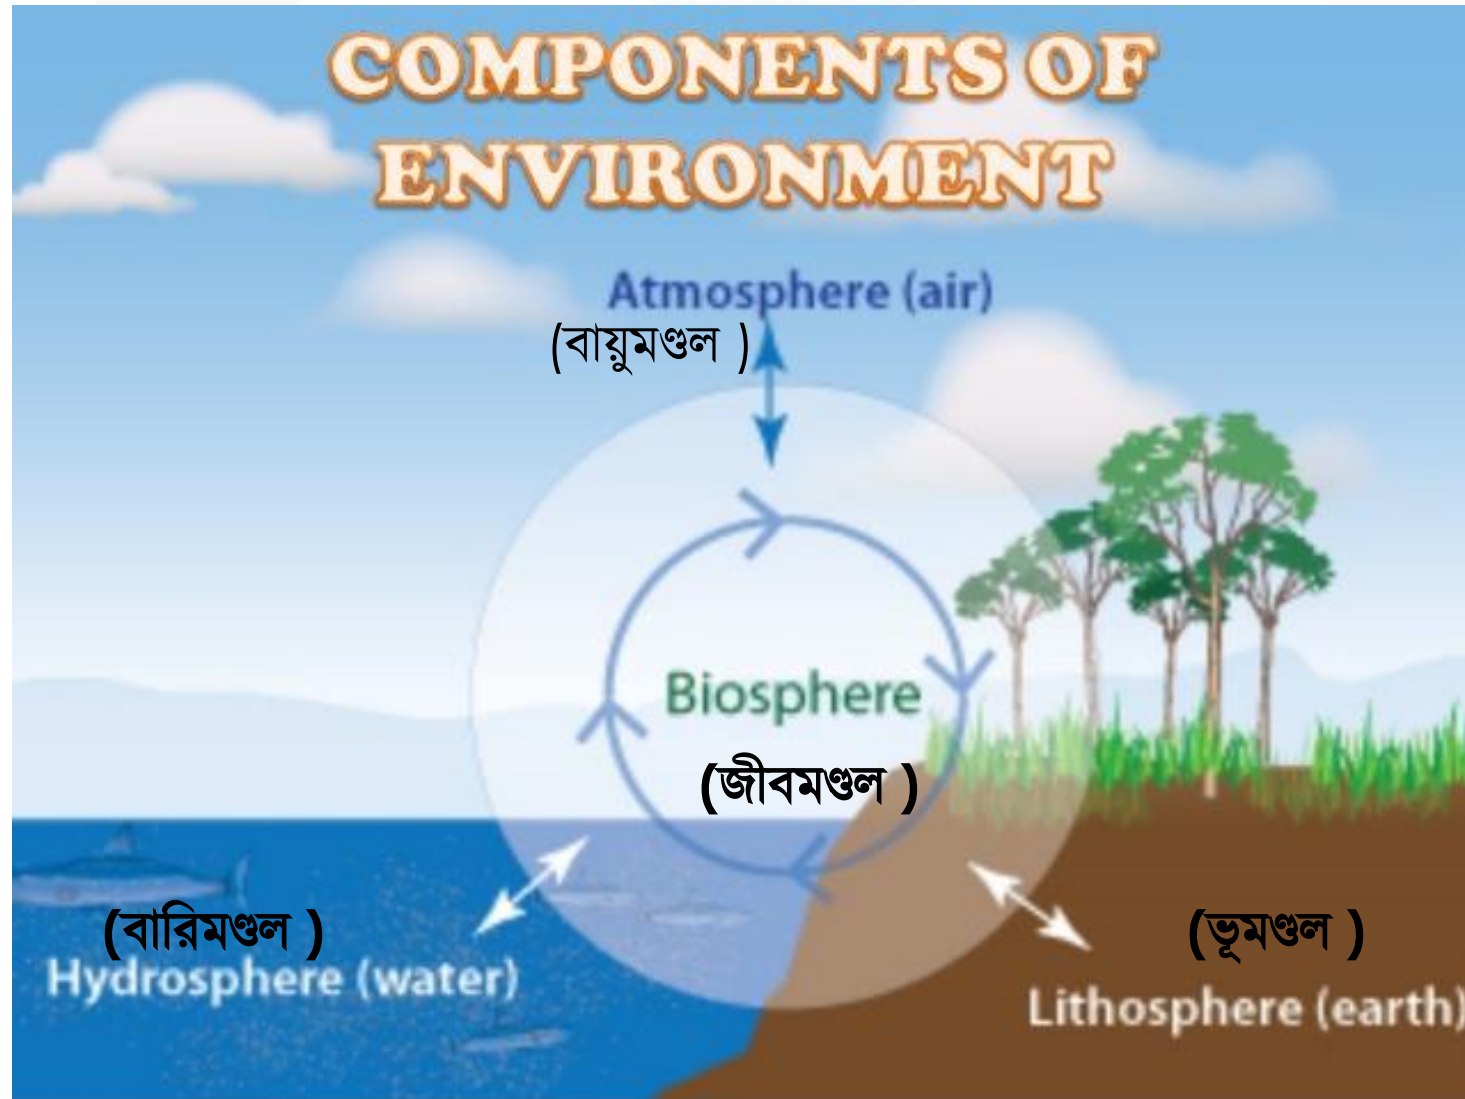 COMPONENTS OF
ENVIRONMENT
Atmosphere (air)
(বায়ুমণ্ডল )
Biosphere
(জীবমণ্ডল )
(বারিমণ্ডল )
Hydrosphere (water)
(ভূমণ্ডল )
Lithosphere (earth)